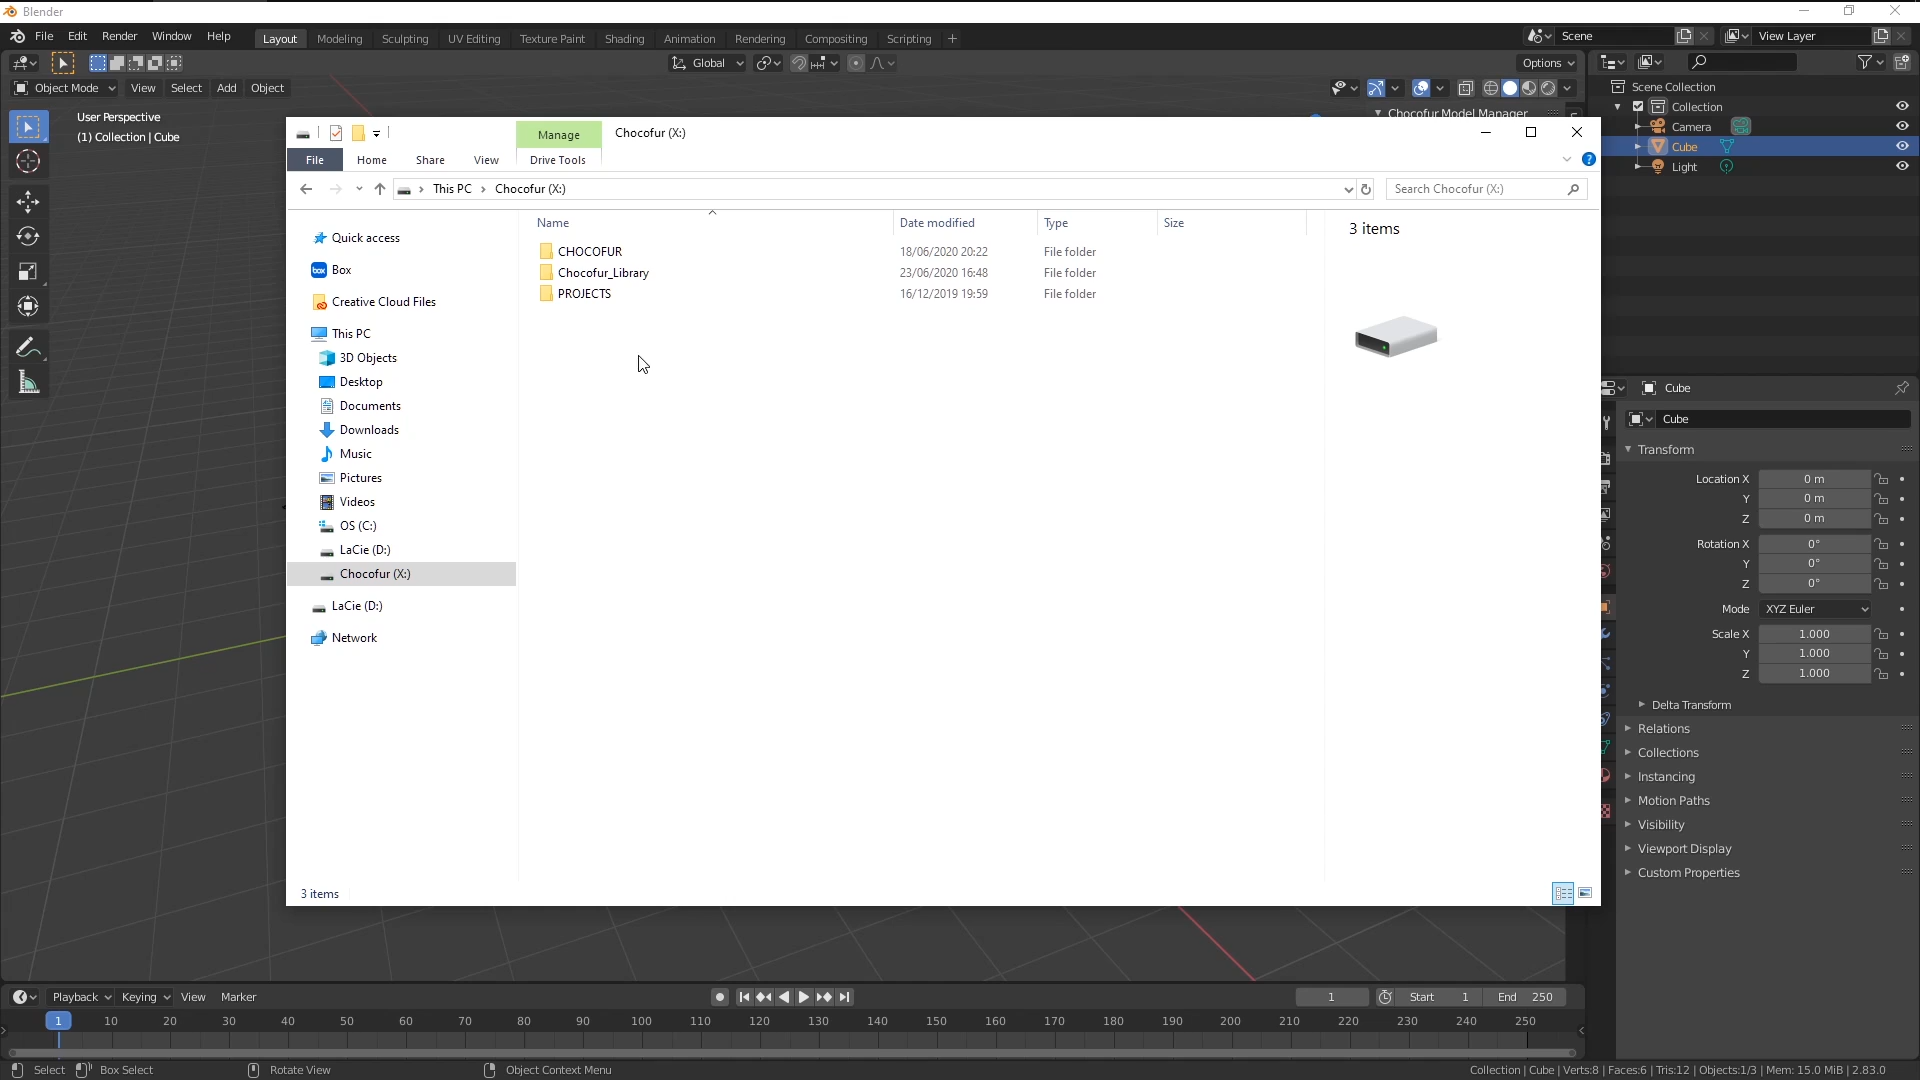 Blender
File Edit Render Window Help
Layout Modeling Sculpting UV Editing Texture Paint Shading Animation Rendering Compositing Scripting +
Scene
View Layer
Global
Options
Object Mode View Select Add Object
User Perspective
(1) Collection | Cube
Chocofur Model Manager
Scene Collection
Collection
Camera
Cube
Light
Manage
Chocofur (X:)
File Home Share View Drive Tools
This PC Chocofur (X:)
Search Chocofur (X:)
Name Date modified Type Size
CHOCOFUR 18/06/2020 20:22 File folder
Chocofur_Library 23/06/2020 16:48 File folder
PROJECTS 16/12/2019 19:59 File folder
3 items
Quick access
box Box
Creative Cloud Files
This PC
3D Objects
Desktop
Documents
Downloads
Music
Pictures
Videos
OS (C:)
LaCie (D:)
Chocofur (X:)
LaCie (D:)
Network
3 items
Cube
Cube
Transform
Location X 0 m
Y 0 m
Z 0 m
Rotation X 0°
Y 0°
Z 0°
Mode XYZ Euler
Scale X 1.000
Y 1.000
Z 1.000
Delta Transform
Relations
Collections
Instancing
Motion Paths
Visibility
Viewport Display
Custom Properties
Playback Keying View Marker
1 Start 1 End 250
1 10 20 30 40 50 60 70 80 90 100 110 120 130 140 150 160 170 180 190 200 210 220 230 240 250
Select Box Select Rotate View Object Context Menu
Collection | Cube | Verts:8 | Faces:6 | Tris:12 | Objects:1/3 | Mem: 15.0 MiB | 2.83.0